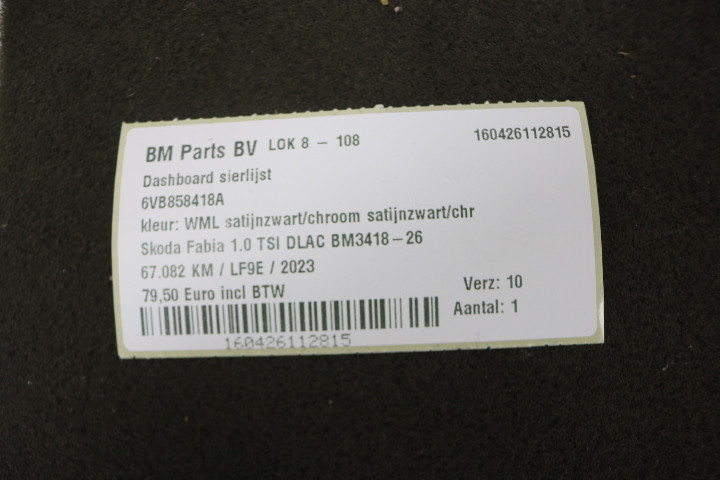 BM Parts BV LOK 8 - 108 160426112815
Dashboard sierlijst
6VB858418A
kleur: WML satijnzwart/chroom satijnzwart/chr
Skoda Fabia 1.0 TSI DLAC BM3418-26
67.082 KM / LF9E / 2023
79,50 Euro incl BTW Verz: 10
Aantal: 1
160426112815